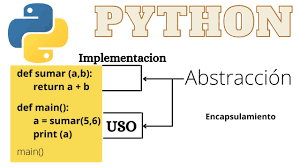 PYTHON
Implementacion
def sumar (a,b):
return a + b
Abstracción
def main():
a = sumar(5,6)
print (a)
USO
Encapsulamiento
main()